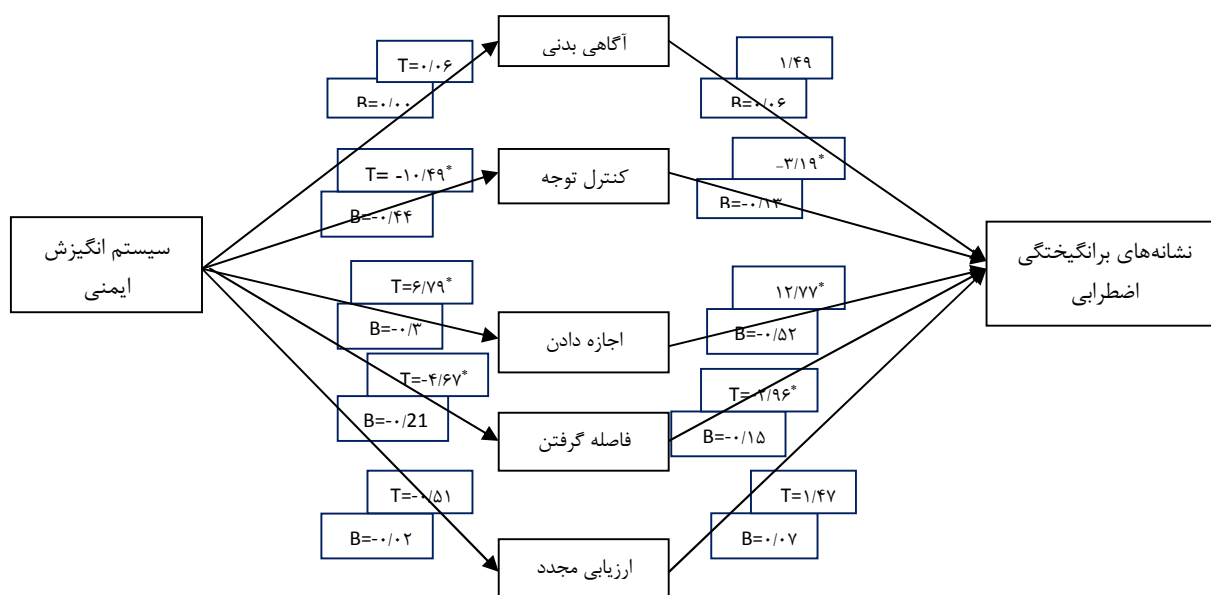 آگاهی بدنی
T=۰/۰۶
۱/۴۹
B=۰/۰۰
B=۰/۰۶
T= -۱۰/۴۹*
کنترل توجه
-۳/۱۹*
B=-۰/۴۴
B=-۰/۱۳
سیستم انگیزش
ایمنی
نشانه‌های برانگیختگی
اضطرابی
T=۶/۷۹*
۱۲/۷۷*
B=-۰/۳
اجازه دادن
B=-۰/۵۲
T=-۴/۶۷*
T=-۲/۹۶*
B=-۰/21
فاصله گرفتن
B=-۰/۱۵
T=-۰/۵۱
T=۱/۴۷
B=-۰/۰۲
ارزیابی مجدد
B=۰/۰۷